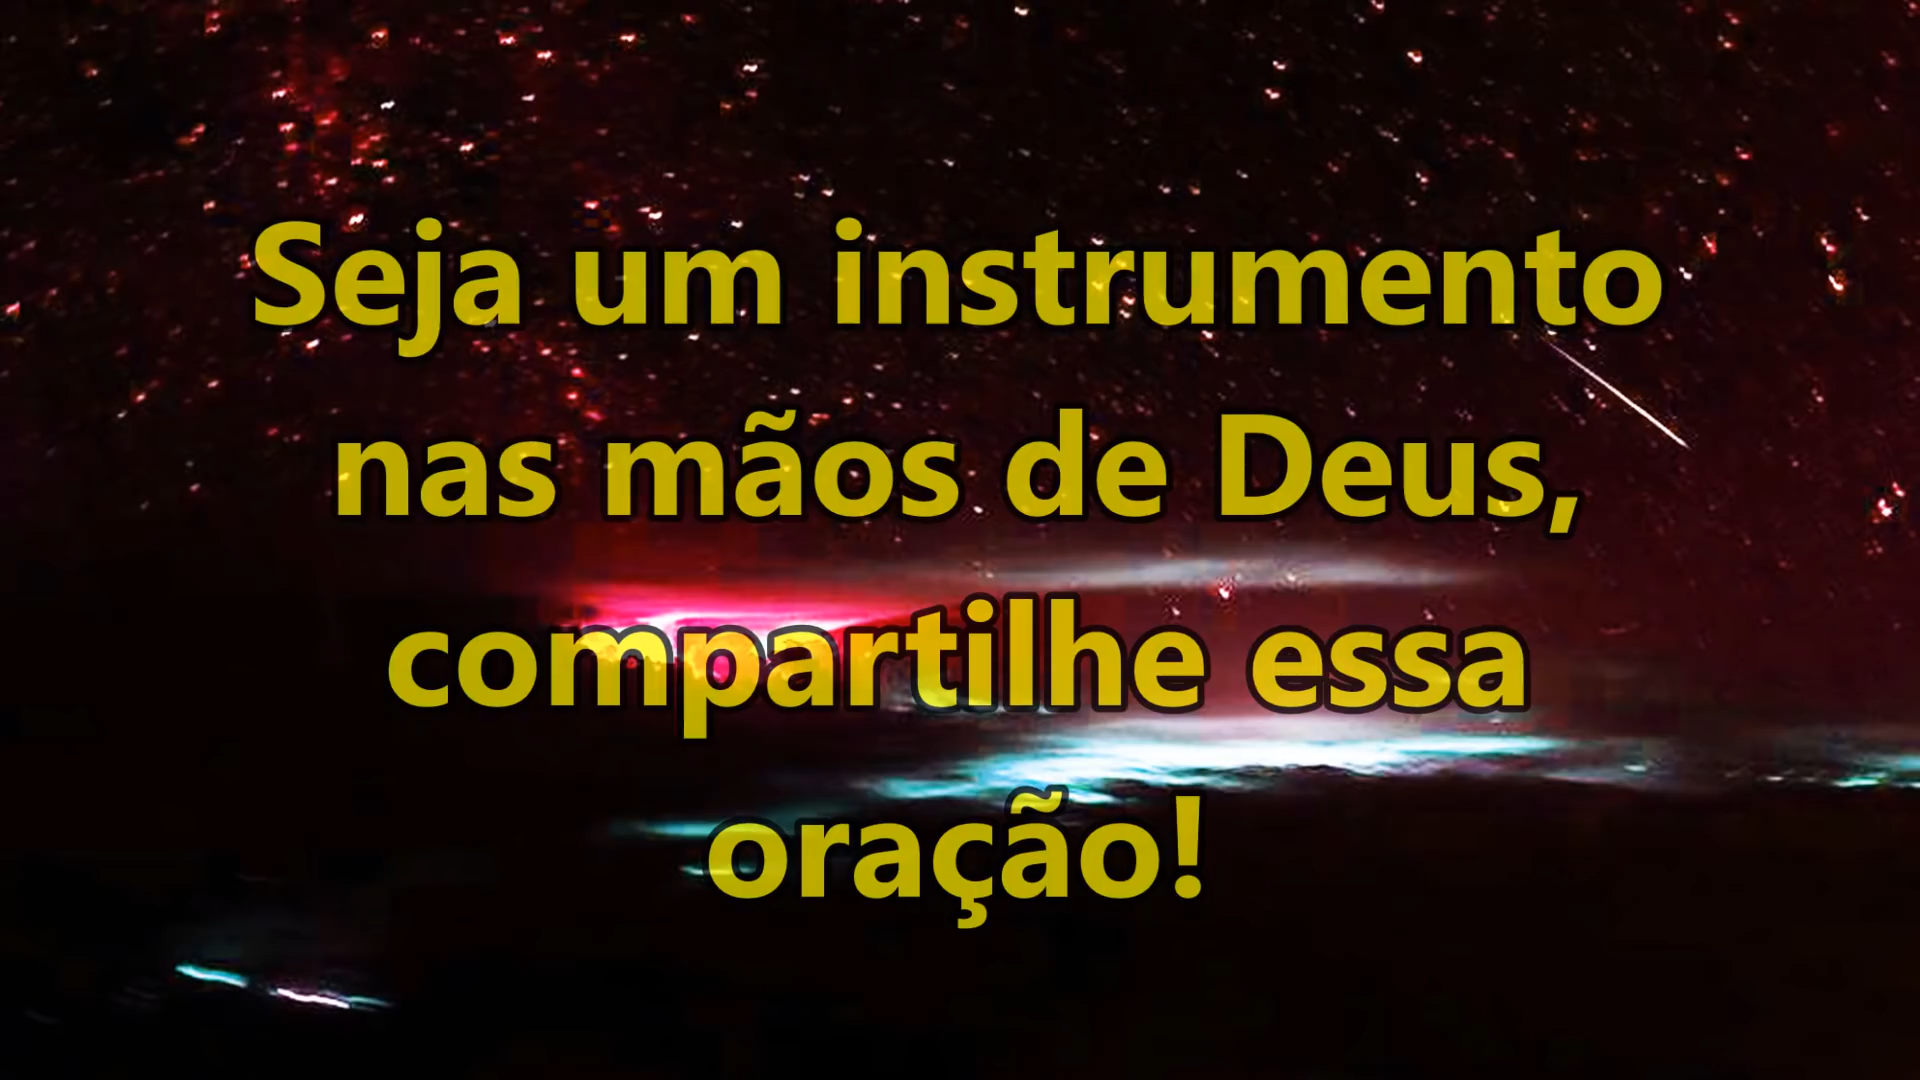 Seja um instrumento
nas mãos de Deus,
compartilhe essa
oração!